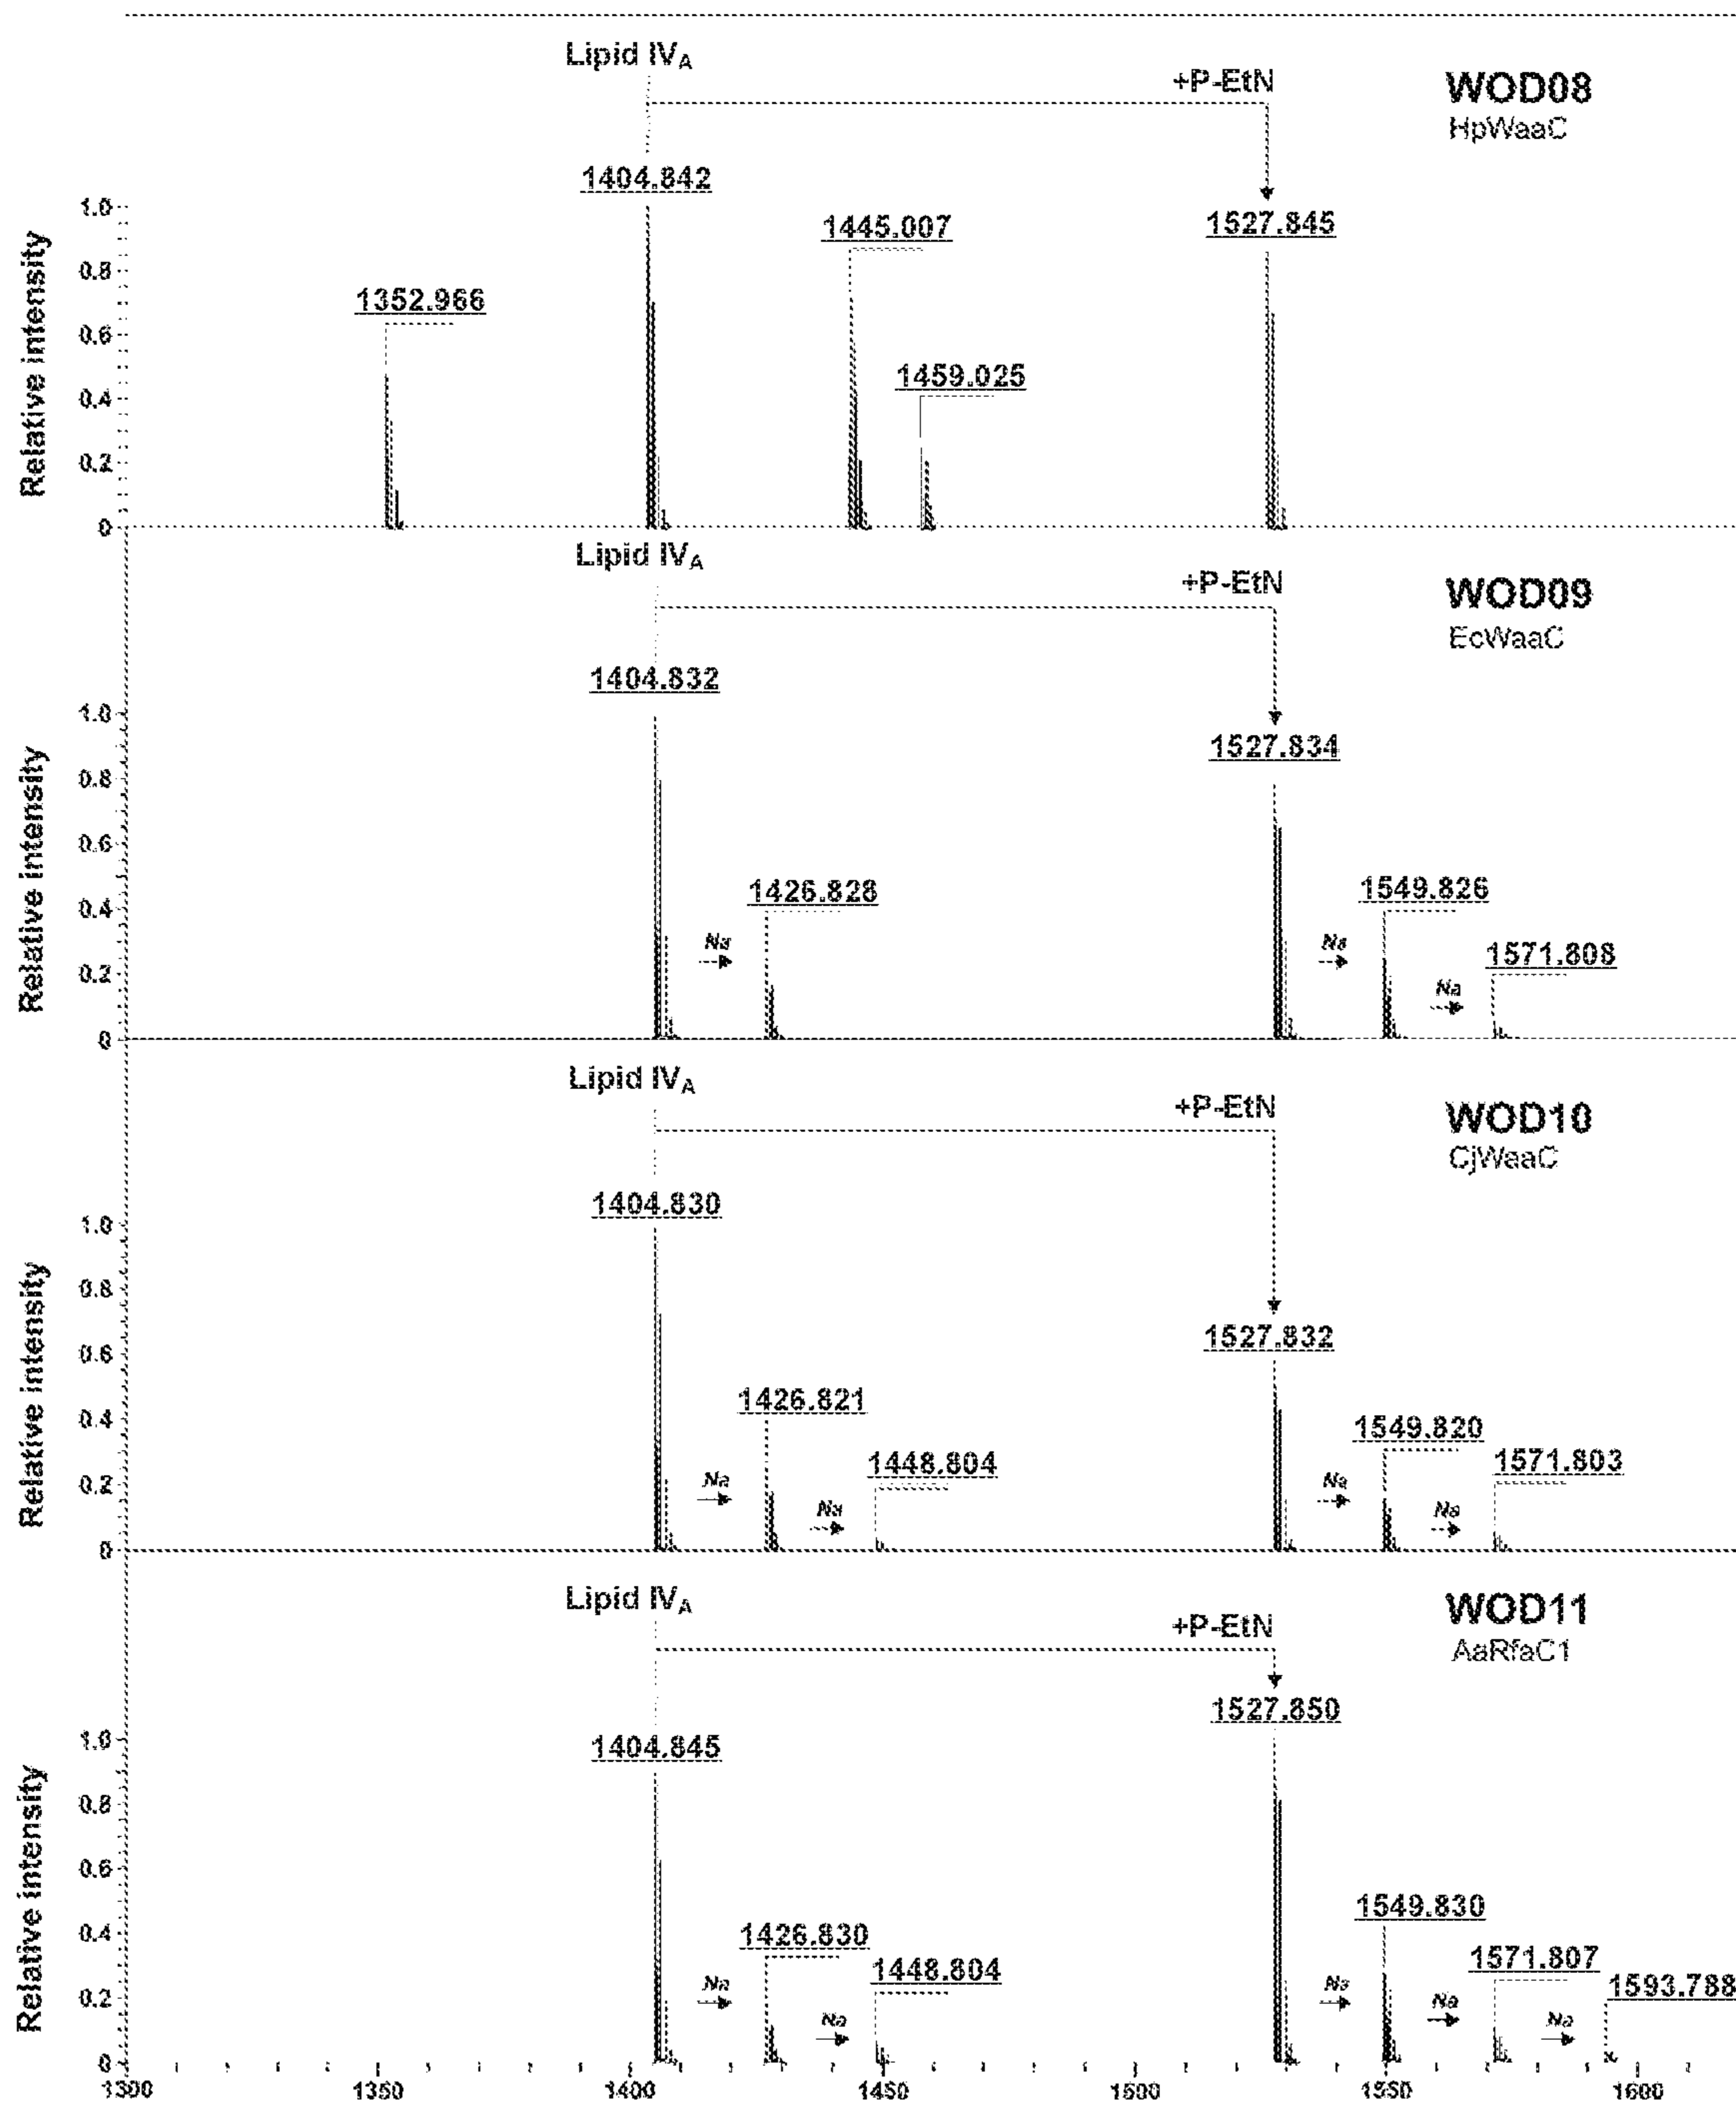 Lipid IVA
+P-EtN
WOD08
HpWaaC
1404.842
1445.007
1527.845
1352.966
1459.025
Relative intensity
1.0
0.8
0.6
0.4
0.2
0
Lipid IVA
+P-EtN
WOD09
EcWaaC
1404.832
1527.834
1426.828
1549.826
1571.808
Na
Na
Na
Relative intensity
1.0
0.8
0.6
0.4
0.2
0
Lipid IVA
+P-EtN
WOD10
CjWaaC
1404.830
1527.832
1426.821
1448.804
1549.820
1571.803
Na
Na
Na
Na
Relative intensity
1.0
0.8
0.6
0.4
0.2
0
Lipid IVA
+P-EtN
WOD11
AaRfaC1
1404.845
1527.850
1426.830
1448.804
1549.830
1571.807
1593.788
Na
Na
Na
Na
Na
Relative intensity
1.0
0.8
0.6
0.4
0.2
0
1300 1350 1400 1450 1500 1550 1600